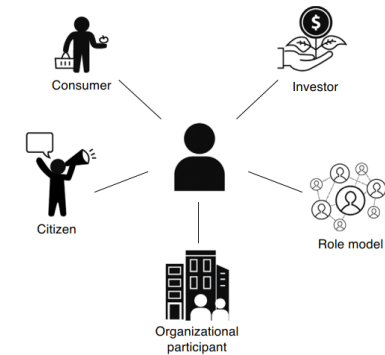 $
Consumer
Investor
Citizen
Role model
Organizational
participant